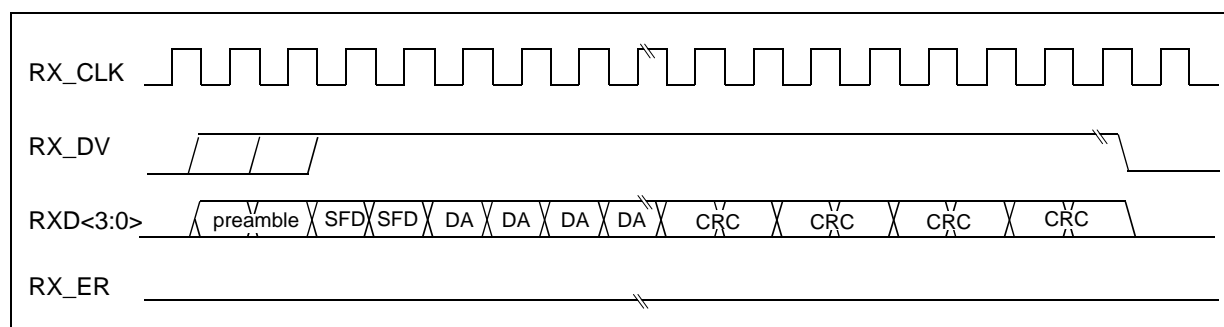 RX_CLK
RX_DV
RXD<3:0> preamble SFD SFD DA DA DA DA CRC CRC CRC CRC
RX_ER